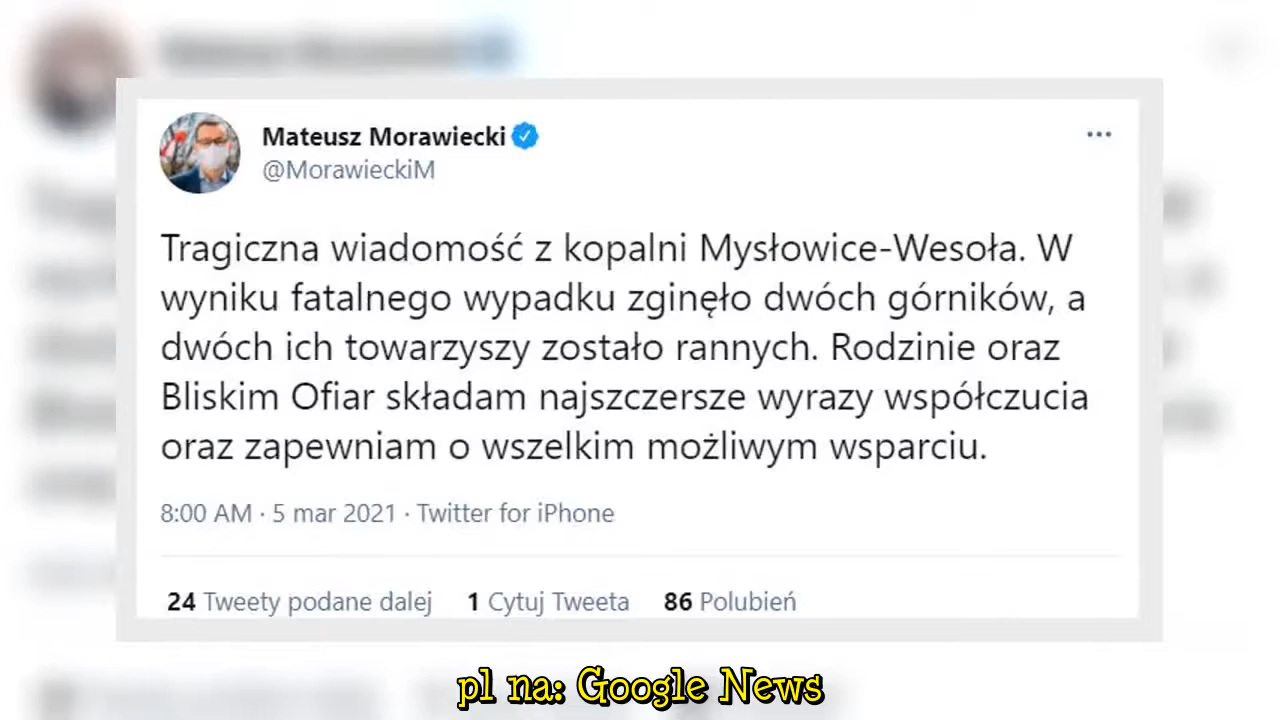 Mateusz Morawiecki
@MorawieckiM
Tragiczna wiadomość z kopalni Mysłowice-Wesoła. W
wyniku fatalnego wypadku zginęło dwóch górników, a
dwóch ich towarzyszy zostało rannych. Rodzinie oraz
Bliskim Ofiar składam najszczersze wyrazy współczucia
oraz zapewniam o wszelkim możliwym wsparciu.
8:00 AM · 5 mar 2021 · Twitter for iPhone
24 Tweety podane dalej 1 Cytuj Tweeta 86 Polubień
pl na: Google News